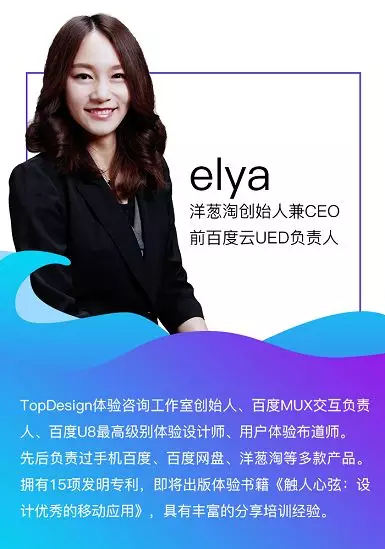 elya
洋葱淘创始人兼CEO
前百度云UED负责人
TopDesign体验咨询工作室创始人、百度MUX交互负责
人、百度U8最高级别体验设计师、用户体验布道师。
先后负责过手机百度、百度网盘、洋葱淘等多款产品。
拥有15项发明专利，即将出版体验书籍《触人心弦：设
计优秀的移动应用》，具有丰富的分享培训经验。